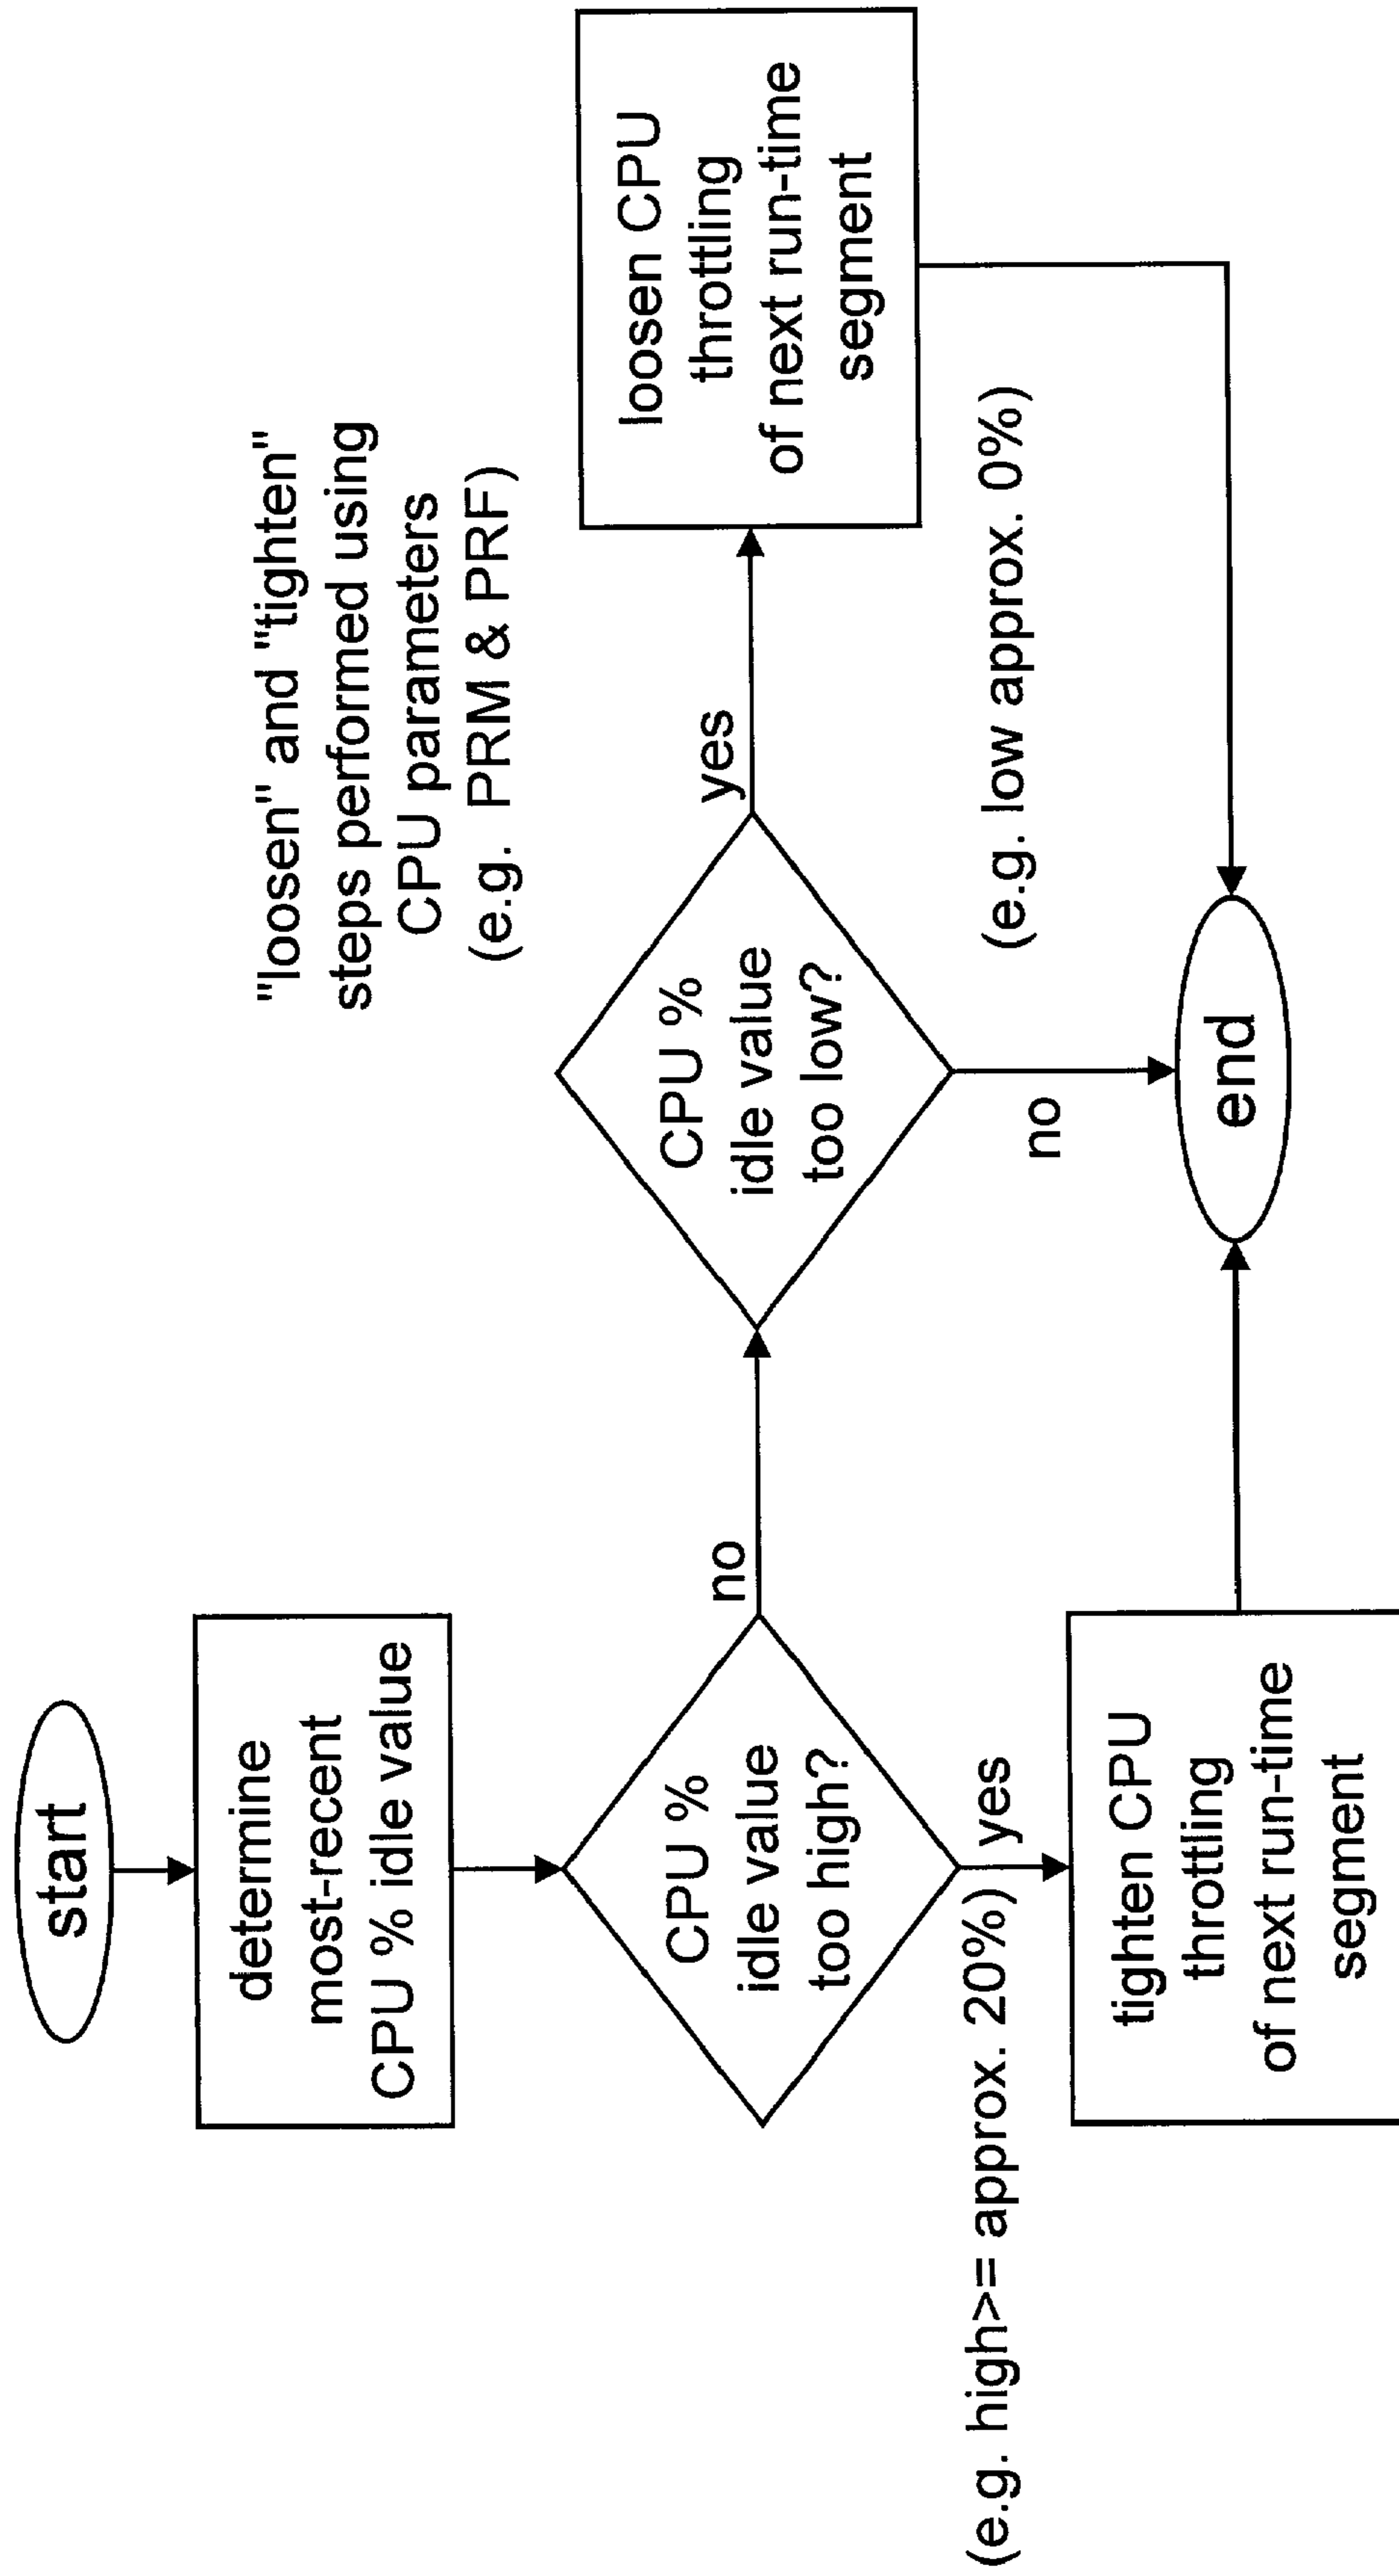 start
determine
most-recent
CPU % idle value
CPU %
idle value
too high?
no
(e.g. high>= approx. 20%) yes
tighten CPU
throttling
of next run-time
segment
"loosen" and "tighten"
steps performed using
CPU parameters
(e.g. PRM & PRF)
CPU %
idle value
too low?
yes
no
(e.g. low approx. 0%)
loosen CPU
throttling
of next run-time
segment
end